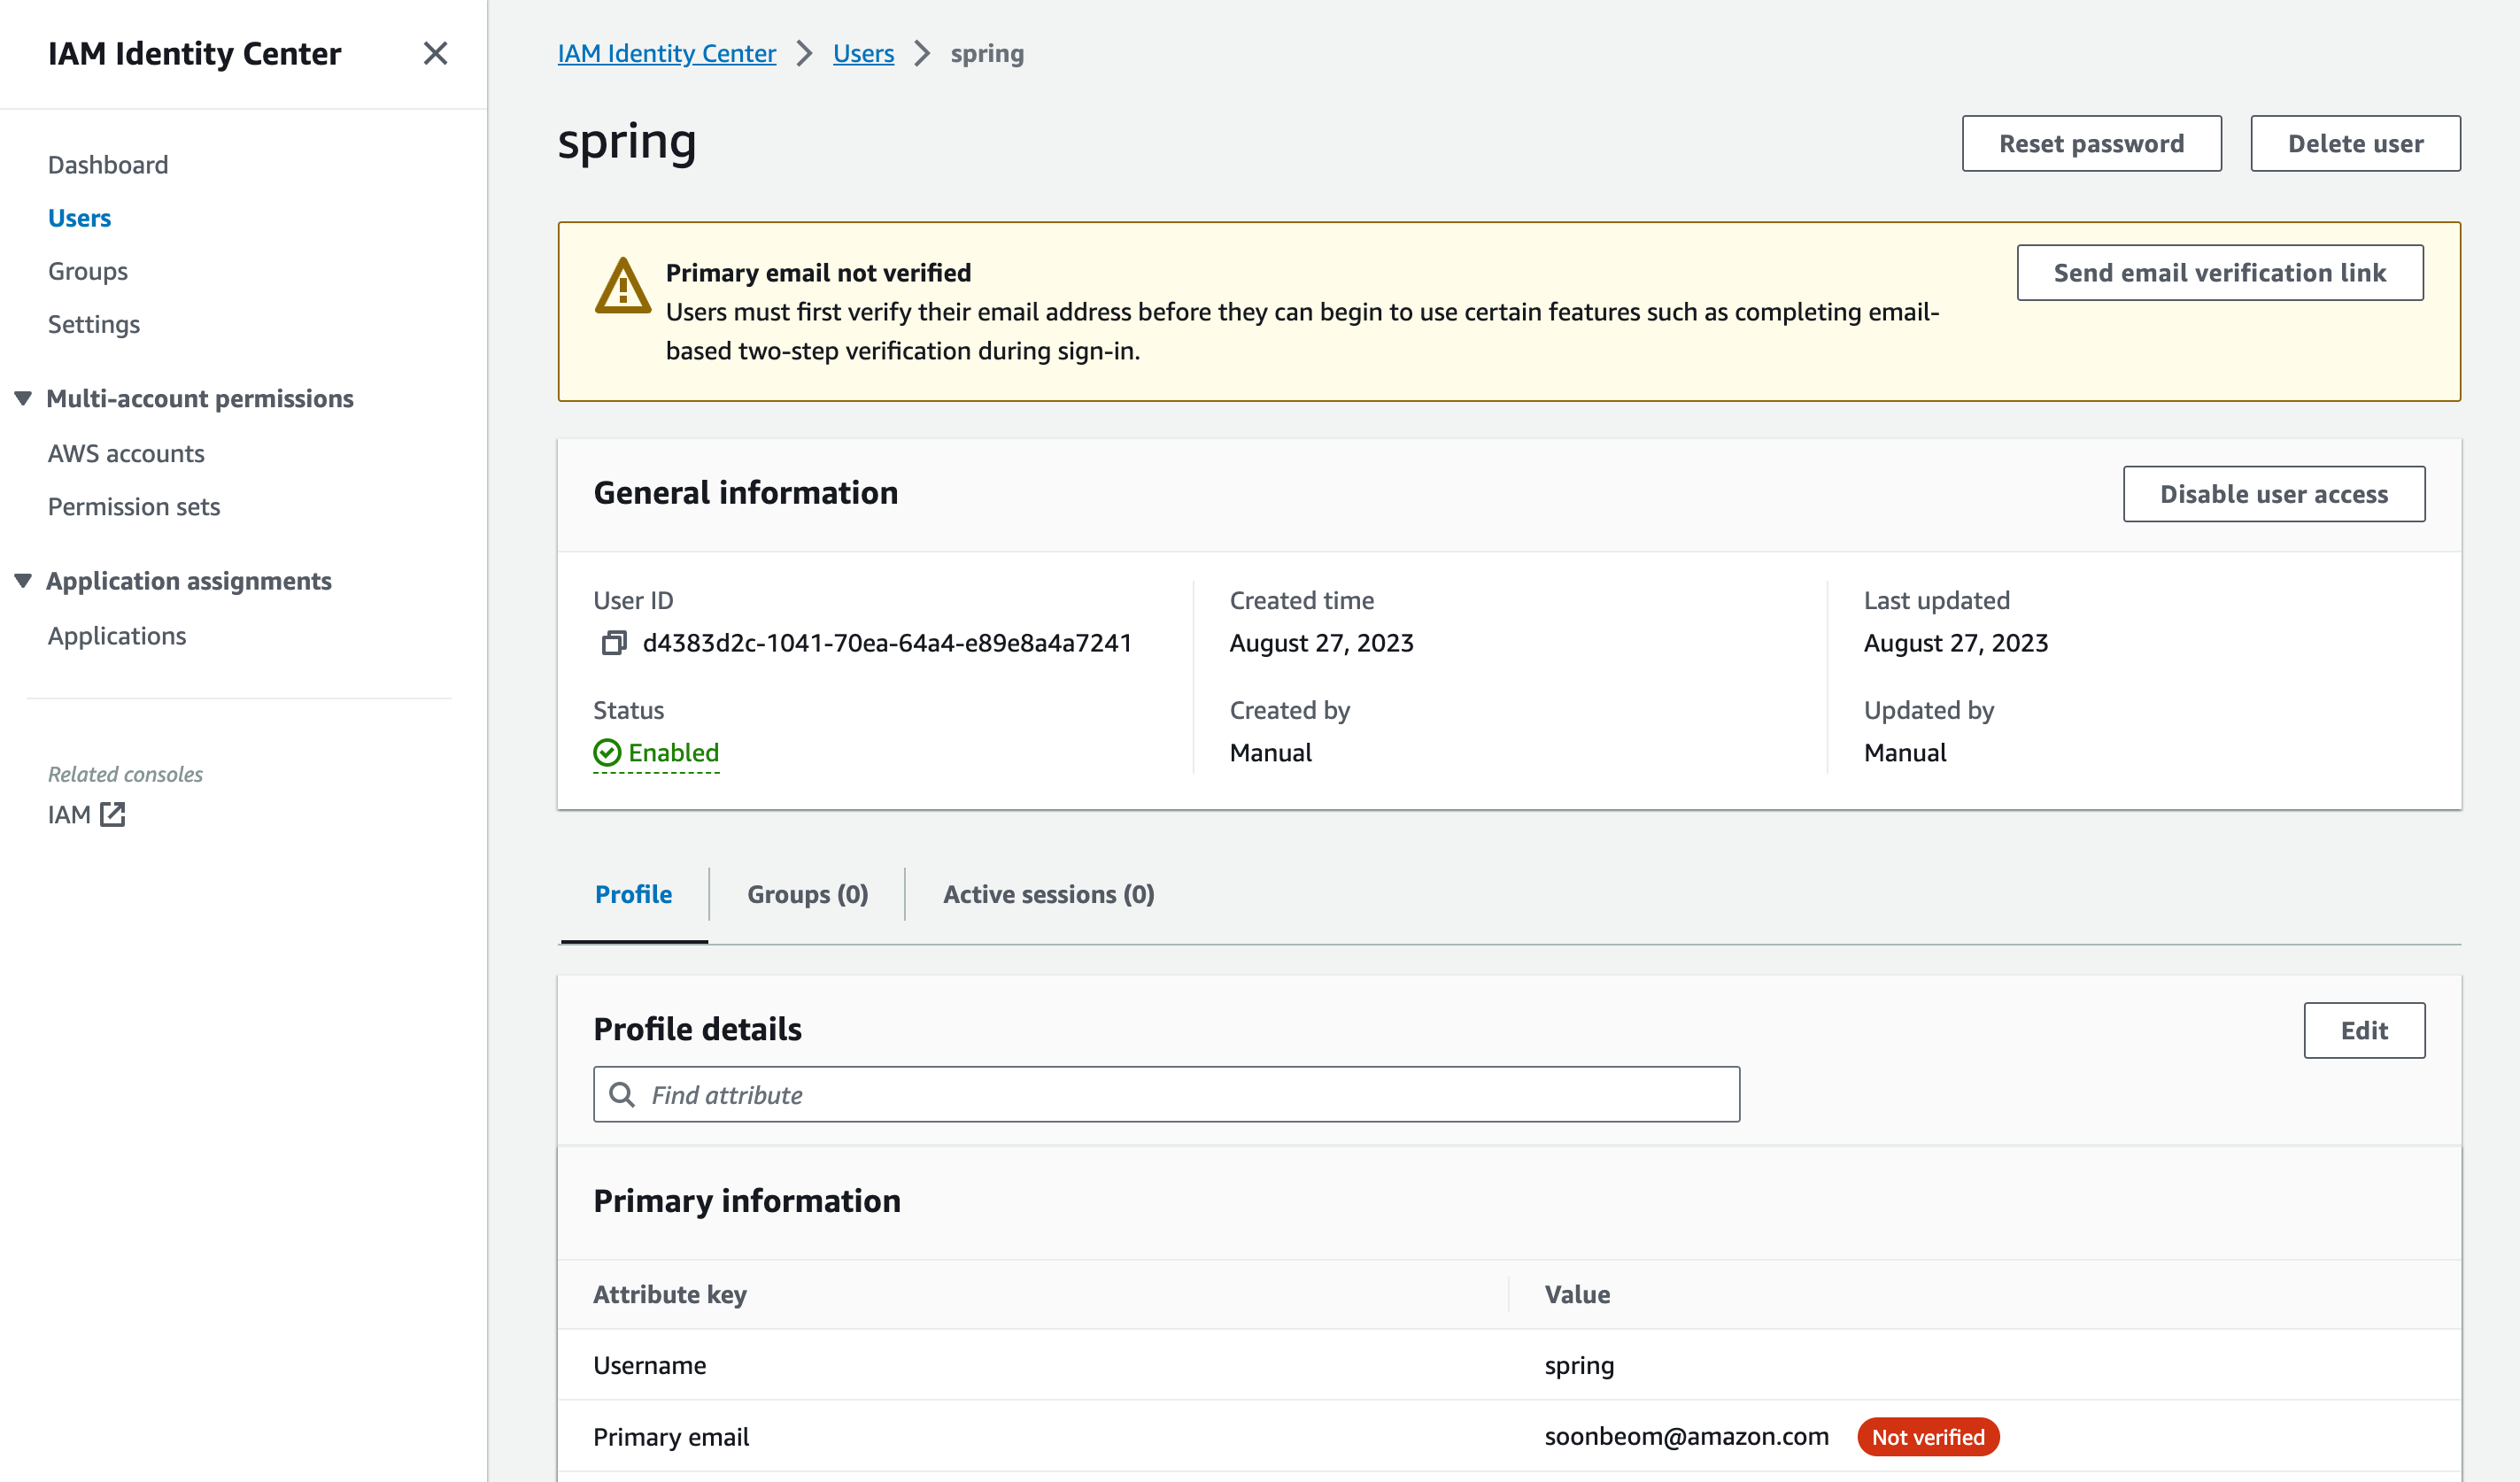 IAM Identity Center
Dashboard
Users
Groups
Settings
Multi-account permissions
AWS accounts
Permission sets
Application assignments
Applications
Related consoles
IAM
IAM Identity Center > Users > spring
spring
Reset password
Delete user
Primary email not verified
Users must first verify their email address before they can begin to use certain features such as completing email-
based two-step verification during sign-in.
Send email verification link
General information
Disable user access
User ID
d4383d2c-1041-70ea-64a4-e89e8a4a7241
Status
Enabled
Created time
August 27, 2023
Created by
Manual
Last updated
August 27, 2023
Updated by
Manual
Profile
Groups (0)
Active sessions (0)
Profile details
Edit
Find attribute
Primary information
Attribute key Value
Username spring
Primary email soonbeom@amazon.com Not verified